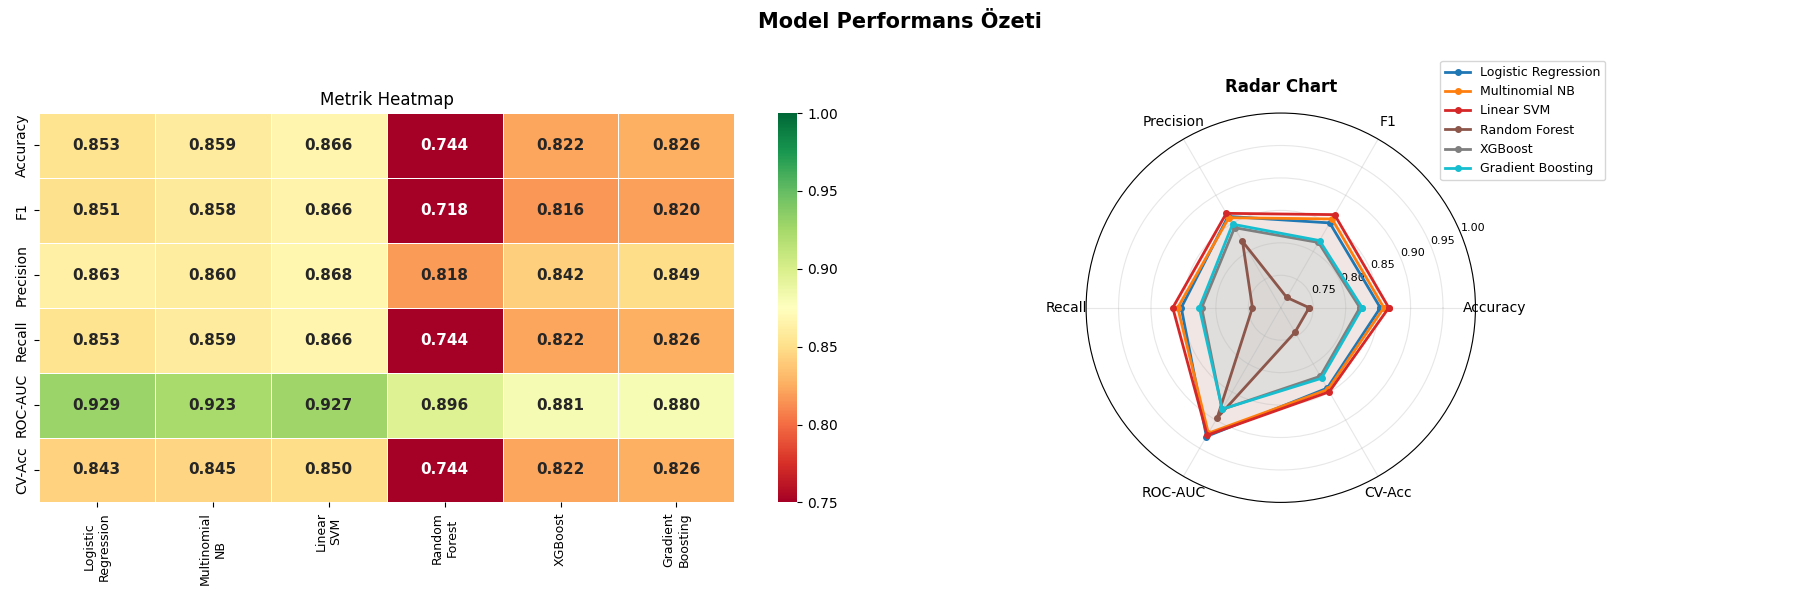 Model Performans Özeti
Metrik Heatmap
Accuracy 0.853 0.859 0.866 0.744 0.822 0.826
F1 0.851 0.858 0.866 0.718 0.816 0.820
Precision 0.863 0.860 0.868 0.818 0.842 0.849
Recall 0.853 0.859 0.866 0.744 0.822 0.826
ROC-AUC 0.929 0.923 0.927 0.896 0.881 0.880
CV-Acc 0.843 0.845 0.850 0.744 0.822 0.826
Logistic
Regression
Multinomial
NB
Linear
SVM
Random
Forest
XGBoost
Gradient
Boosting
1.00
0.95
0.90
0.85
0.80
0.75
Radar Chart
Precision
F1
Recall
Accuracy
ROC-AUC
CV-Acc
1.00
0.95
0.90
0.85
0.80
0.75
Logistic Regression
Multinomial NB
Linear SVM
Random Forest
XGBoost
Gradient Boosting